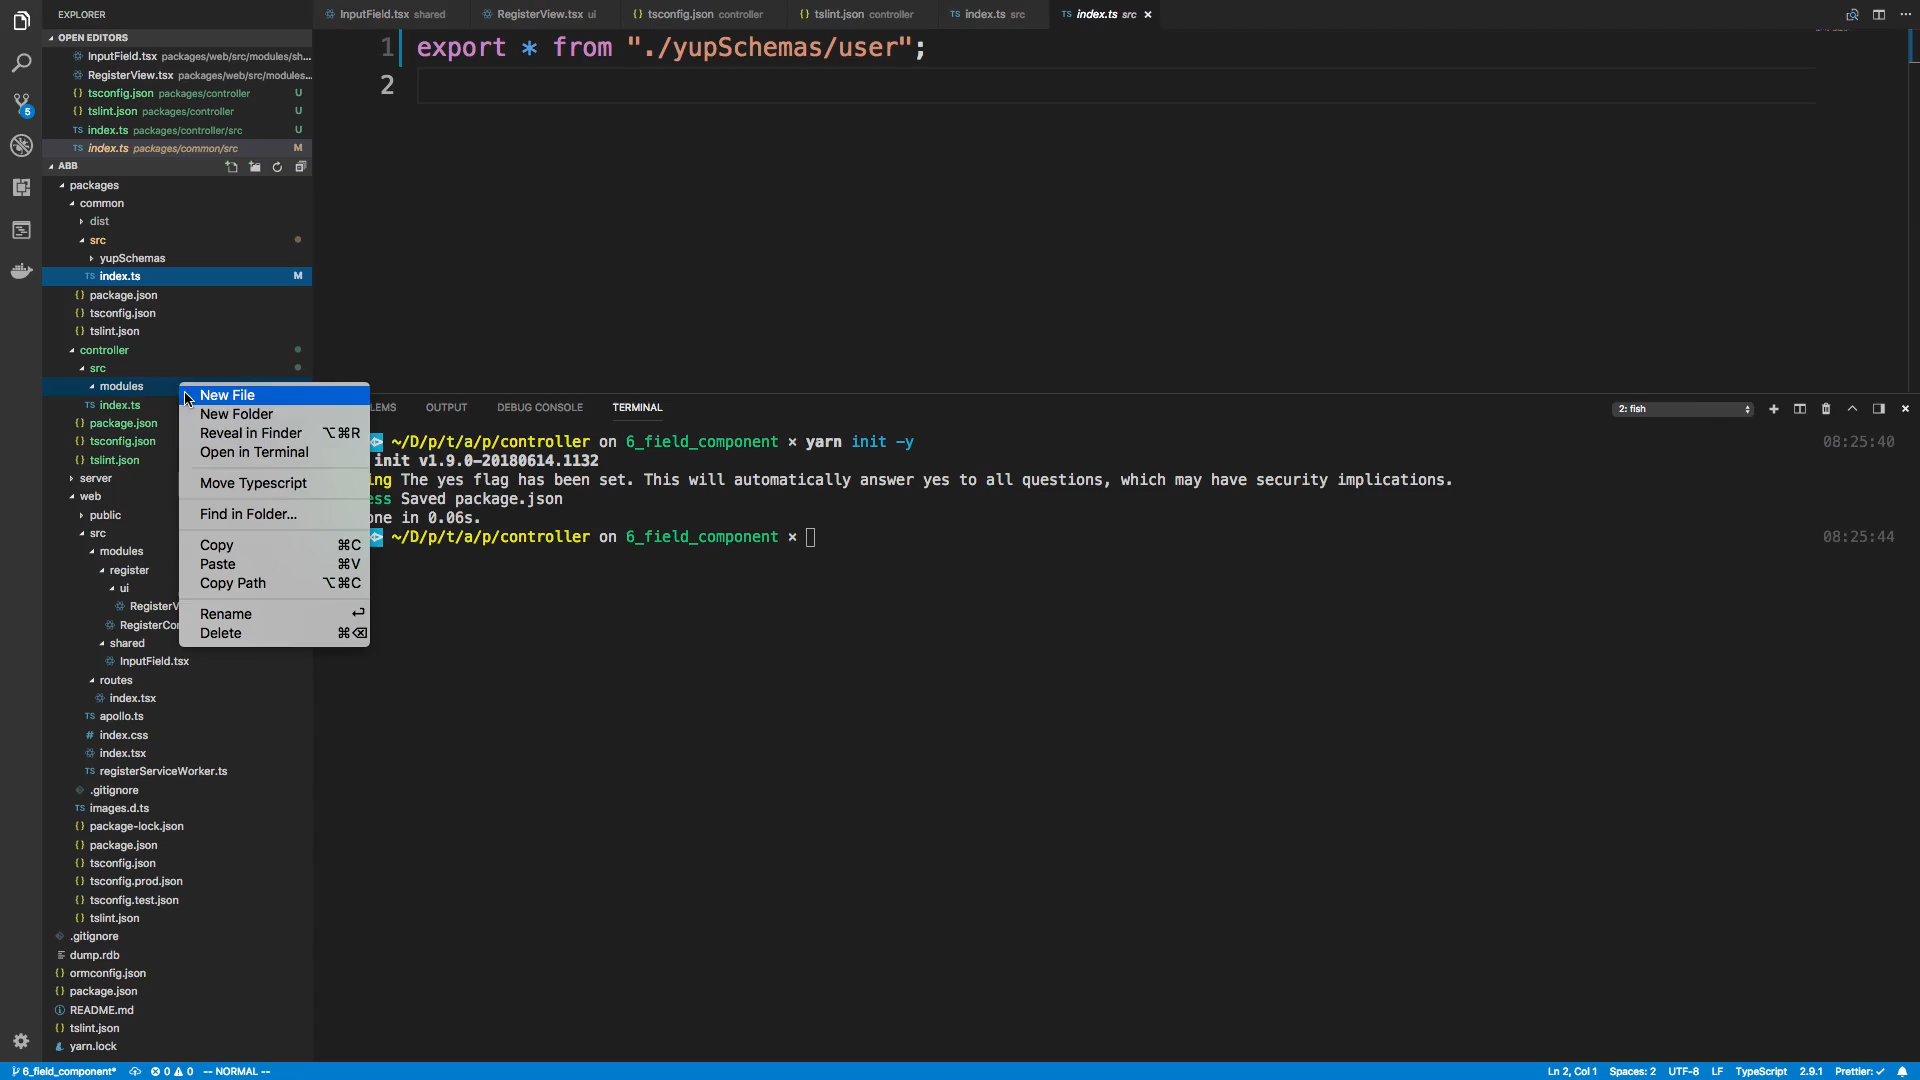 EXPLORER
OPEN EDITORS
InputField.tsx packages/web/src/modules/sh...
RegisterView.tsx packages/web/src/modules...
tsconfig.json packages/controller U
tslint.json packages/controller U
index.ts packages/controller/src U
index.ts packages/common/src M
ABB
packages
common
dist
src
yupSchemas
index.ts M
package.json
tsconfig.json
tslint.json
controller
src
modules
index.ts
package.json
tsconfig.json
tslint.json
server
web
public
src
modules
register
ui
RegisterV
RegisterCor
shared
InputField.tsx
routes
index.tsx
apollo.ts
index.css
index.tsx
registerServiceWorker.ts
.gitignore
images.d.ts
package-lock.json
package.json
tsconfig.json
tsconfig.prod.json
tsconfig.test.json
tslint.json
.gitignore
dump.rdb
ormconfig.json
package.json
README.md
tslint.json
yarn.lock
5
InputField.tsx shared
RegisterView.tsx ui
tsconfig.json controller
tslint.json controller
TS index.ts src
TS index.ts src
1 export * from "./yupSchemas/user";
2
New File
New Folder
Reveal in Finder ⌥⌘R
Open in Terminal
Move Typescript
Find in Folder...
Copy ⌘C
Paste ⌘V
Copy Path ⌥⌘C
Rename
Delete ⌘⌫
LEMS OUTPUT DEBUG CONSOLE TERMINAL 2: fish
~/D/p/t/a/p/controller on 6_field_component × yarn init -y 08:25:40
init v1.9.0-20180614.1132
ing The yes flag has been set. This will automatically answer yes to all questions, which may have security implications.
ess Saved package.json
one in 0.06s.
~/D/p/t/a/p/controller on 6_field_component × 08:25:44
6_field_component* 0 0 -- NORMAL -- Ln 2, Col 1 Spaces: 2 UTF-8 LF TypeScript 2.9.1 Prettier: ✓